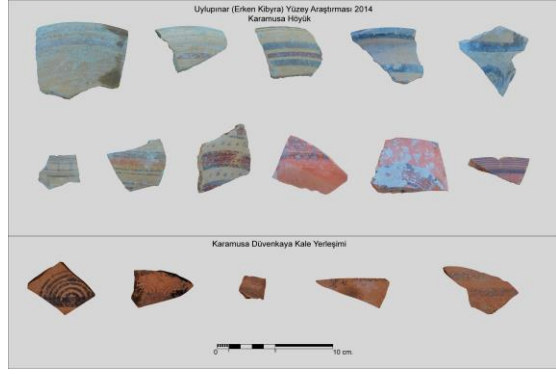 Uylupınar (Erken Kibyra) Yüzey Araştırması 2014
Karamusa Höyük
Karamusa Düvenkaya Kale Yerleşimi
0
10 cm.